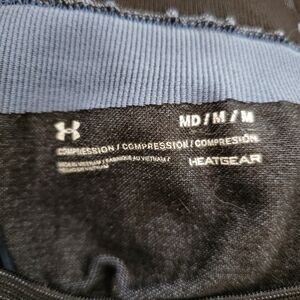 MD / M / M
COMPRESSION / COMPRESSION / COMPRESIÓN
HEATGEAR